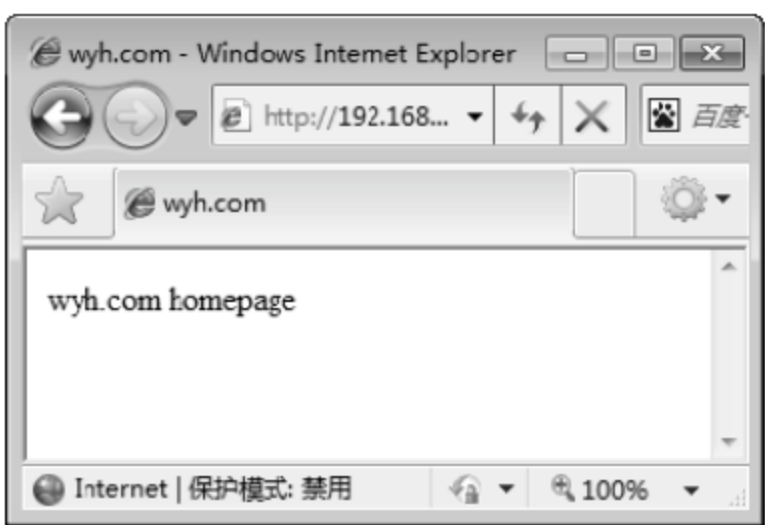 wyh.com - Windows Internet Explorer
http://192.168... 百度
wyh.com
wyh.com homepage
Internet | 保护模式: 禁用 100%